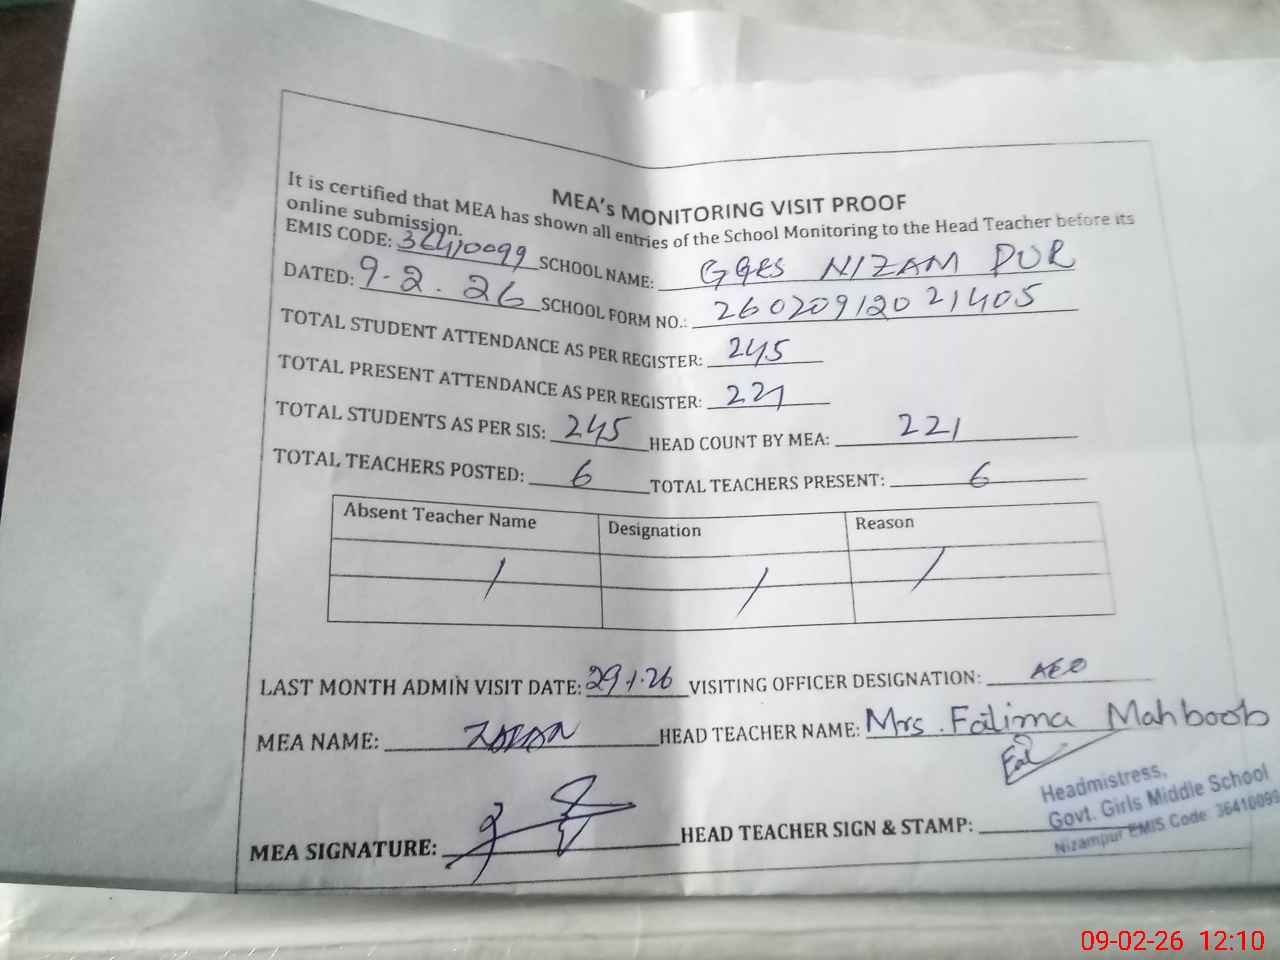 MEA's MONITORING VISIT PROOF
It is certified that MEA has shown all entries of the School Monitoring to the Head Teacher before its
online submission.
EMIS CODE: 36410099 SCHOOL NAME: GGES NIZAM PUR
DATED: 9-2.26 SCHOOL FORM NO.: 26020912021405
TOTAL STUDENT ATTENDANCE AS PER REGISTER: 245
TOTAL PRESENT ATTENDANCE AS PER REGISTER: 221
TOTAL STUDENTS AS PER SIS: 245 HEAD COUNT BY MEA: 221
TOTAL TEACHERS POSTED: 6 TOTAL TEACHERS PRESENT: 6
Absent Teacher Name Designation Reason
/ / /
LAST MONTH ADMIN VISIT DATE: 29.1.26 VISITING OFFICER DESIGNATION: AEO
MEA NAME: HEAD TEACHER NAME: Mrs. Fatima Mahboob
MEA SIGNATURE: HEAD TEACHER SIGN & STAMP:
Headmistress,
Govt. Girls Middle School
Nizampur EMIS Code: 36410099
09-02-26 12:10